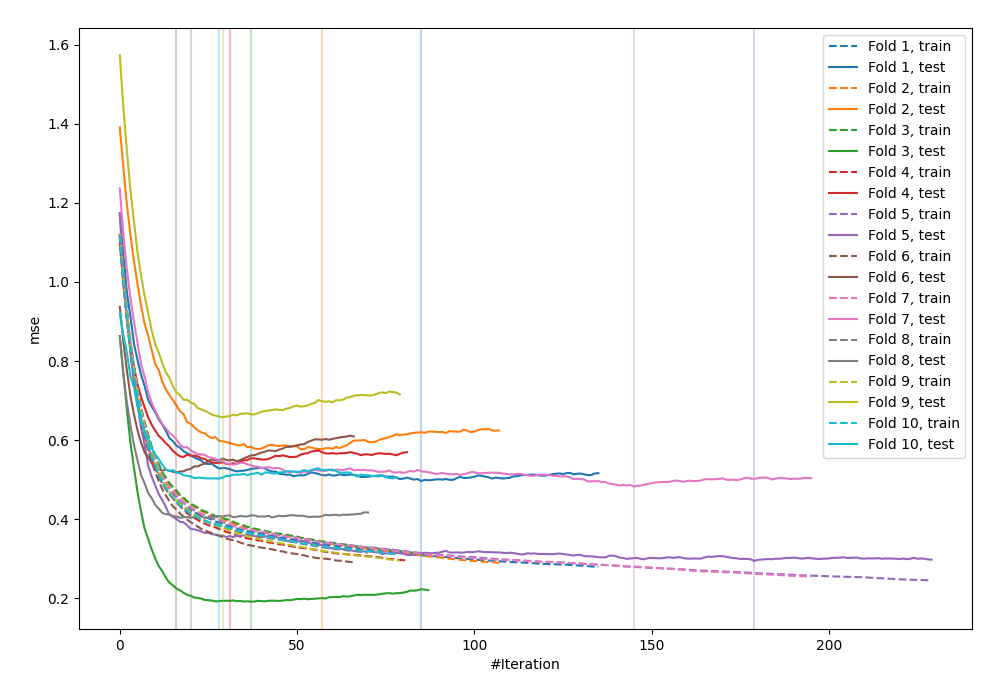 1.6
1.4
1.2
1.0
0.8
0.6
0.4
0.2
mse
0
50
100
150
200
#Iteration
Fold 1, train
Fold 1, test
Fold 2, train
Fold 2, test
Fold 3, train
Fold 3, test
Fold 4, train
Fold 4, test
Fold 5, train
Fold 5, test
Fold 6, train
Fold 6, test
Fold 7, train
Fold 7, test
Fold 8, train
Fold 8, test
Fold 9, train
Fold 9, test
Fold 10, train
Fold 10, test